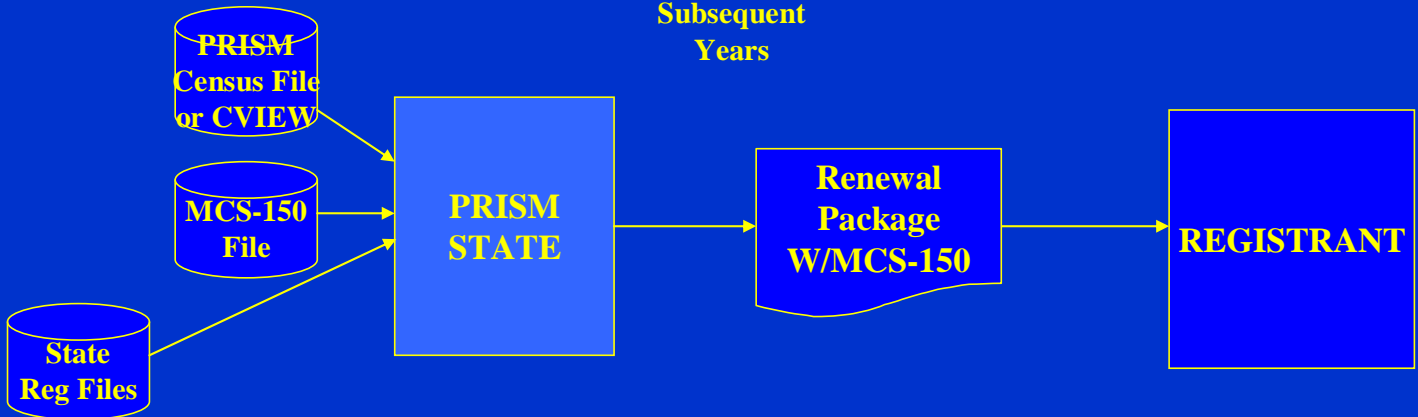 Subsequent
Years
PRISM
Census File
or CVIEW
MCS-150
File
State
Reg Files
PRISM
STATE
Renewal
Package
W/MCS-150
REGISTRANT